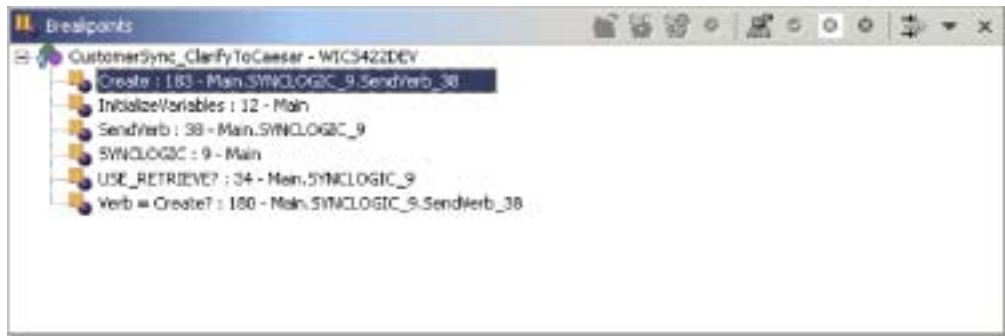 Breakpoints
CustomerSync_ClarifyToCaesar - WICS422DEV
Create : 183 - Main.SYNCLOGIC_9.SendVerb_38
InitializeVariables : 12 - Main
SendVerb : 38 - Main.SYNCLOGIC_9
SYNCLOGIC : 9 - Main
USE_RETRIEVE? : 34 - Main.SYNCLOGIC_9
Verb = Create? : 180 - Main.SYNCLOGIC_9.SendVerb_38